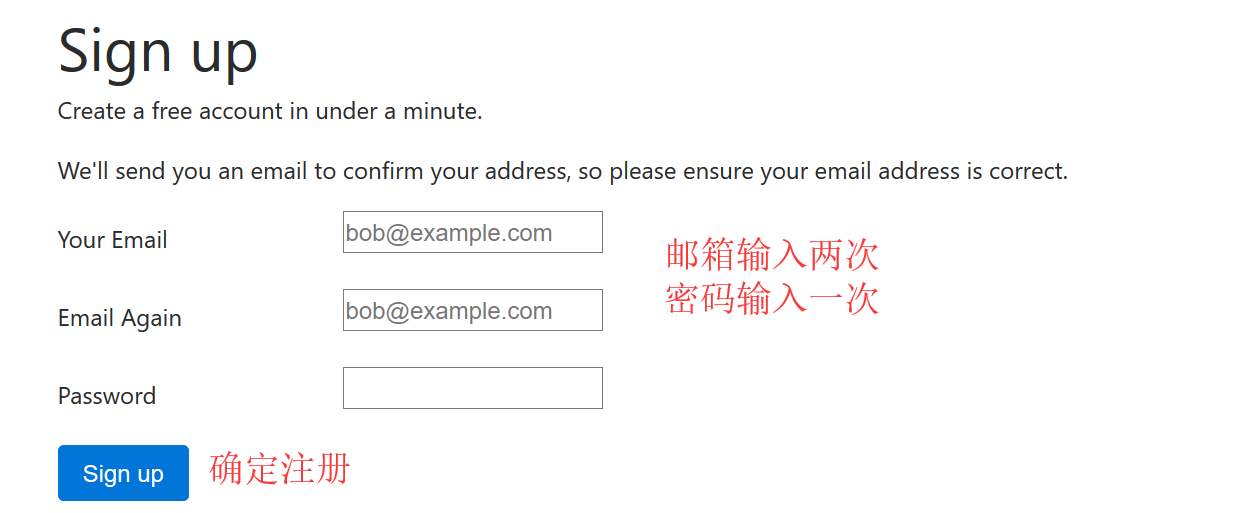 Sign up
Create a free account in under a minute.
We'll send you an email to confirm your address, so please ensure your email address is correct.
Your Email
bob@example.com
邮箱输入两次
密码输入一次
Email Again
bob@example.com
Password
Sign up
确定注册